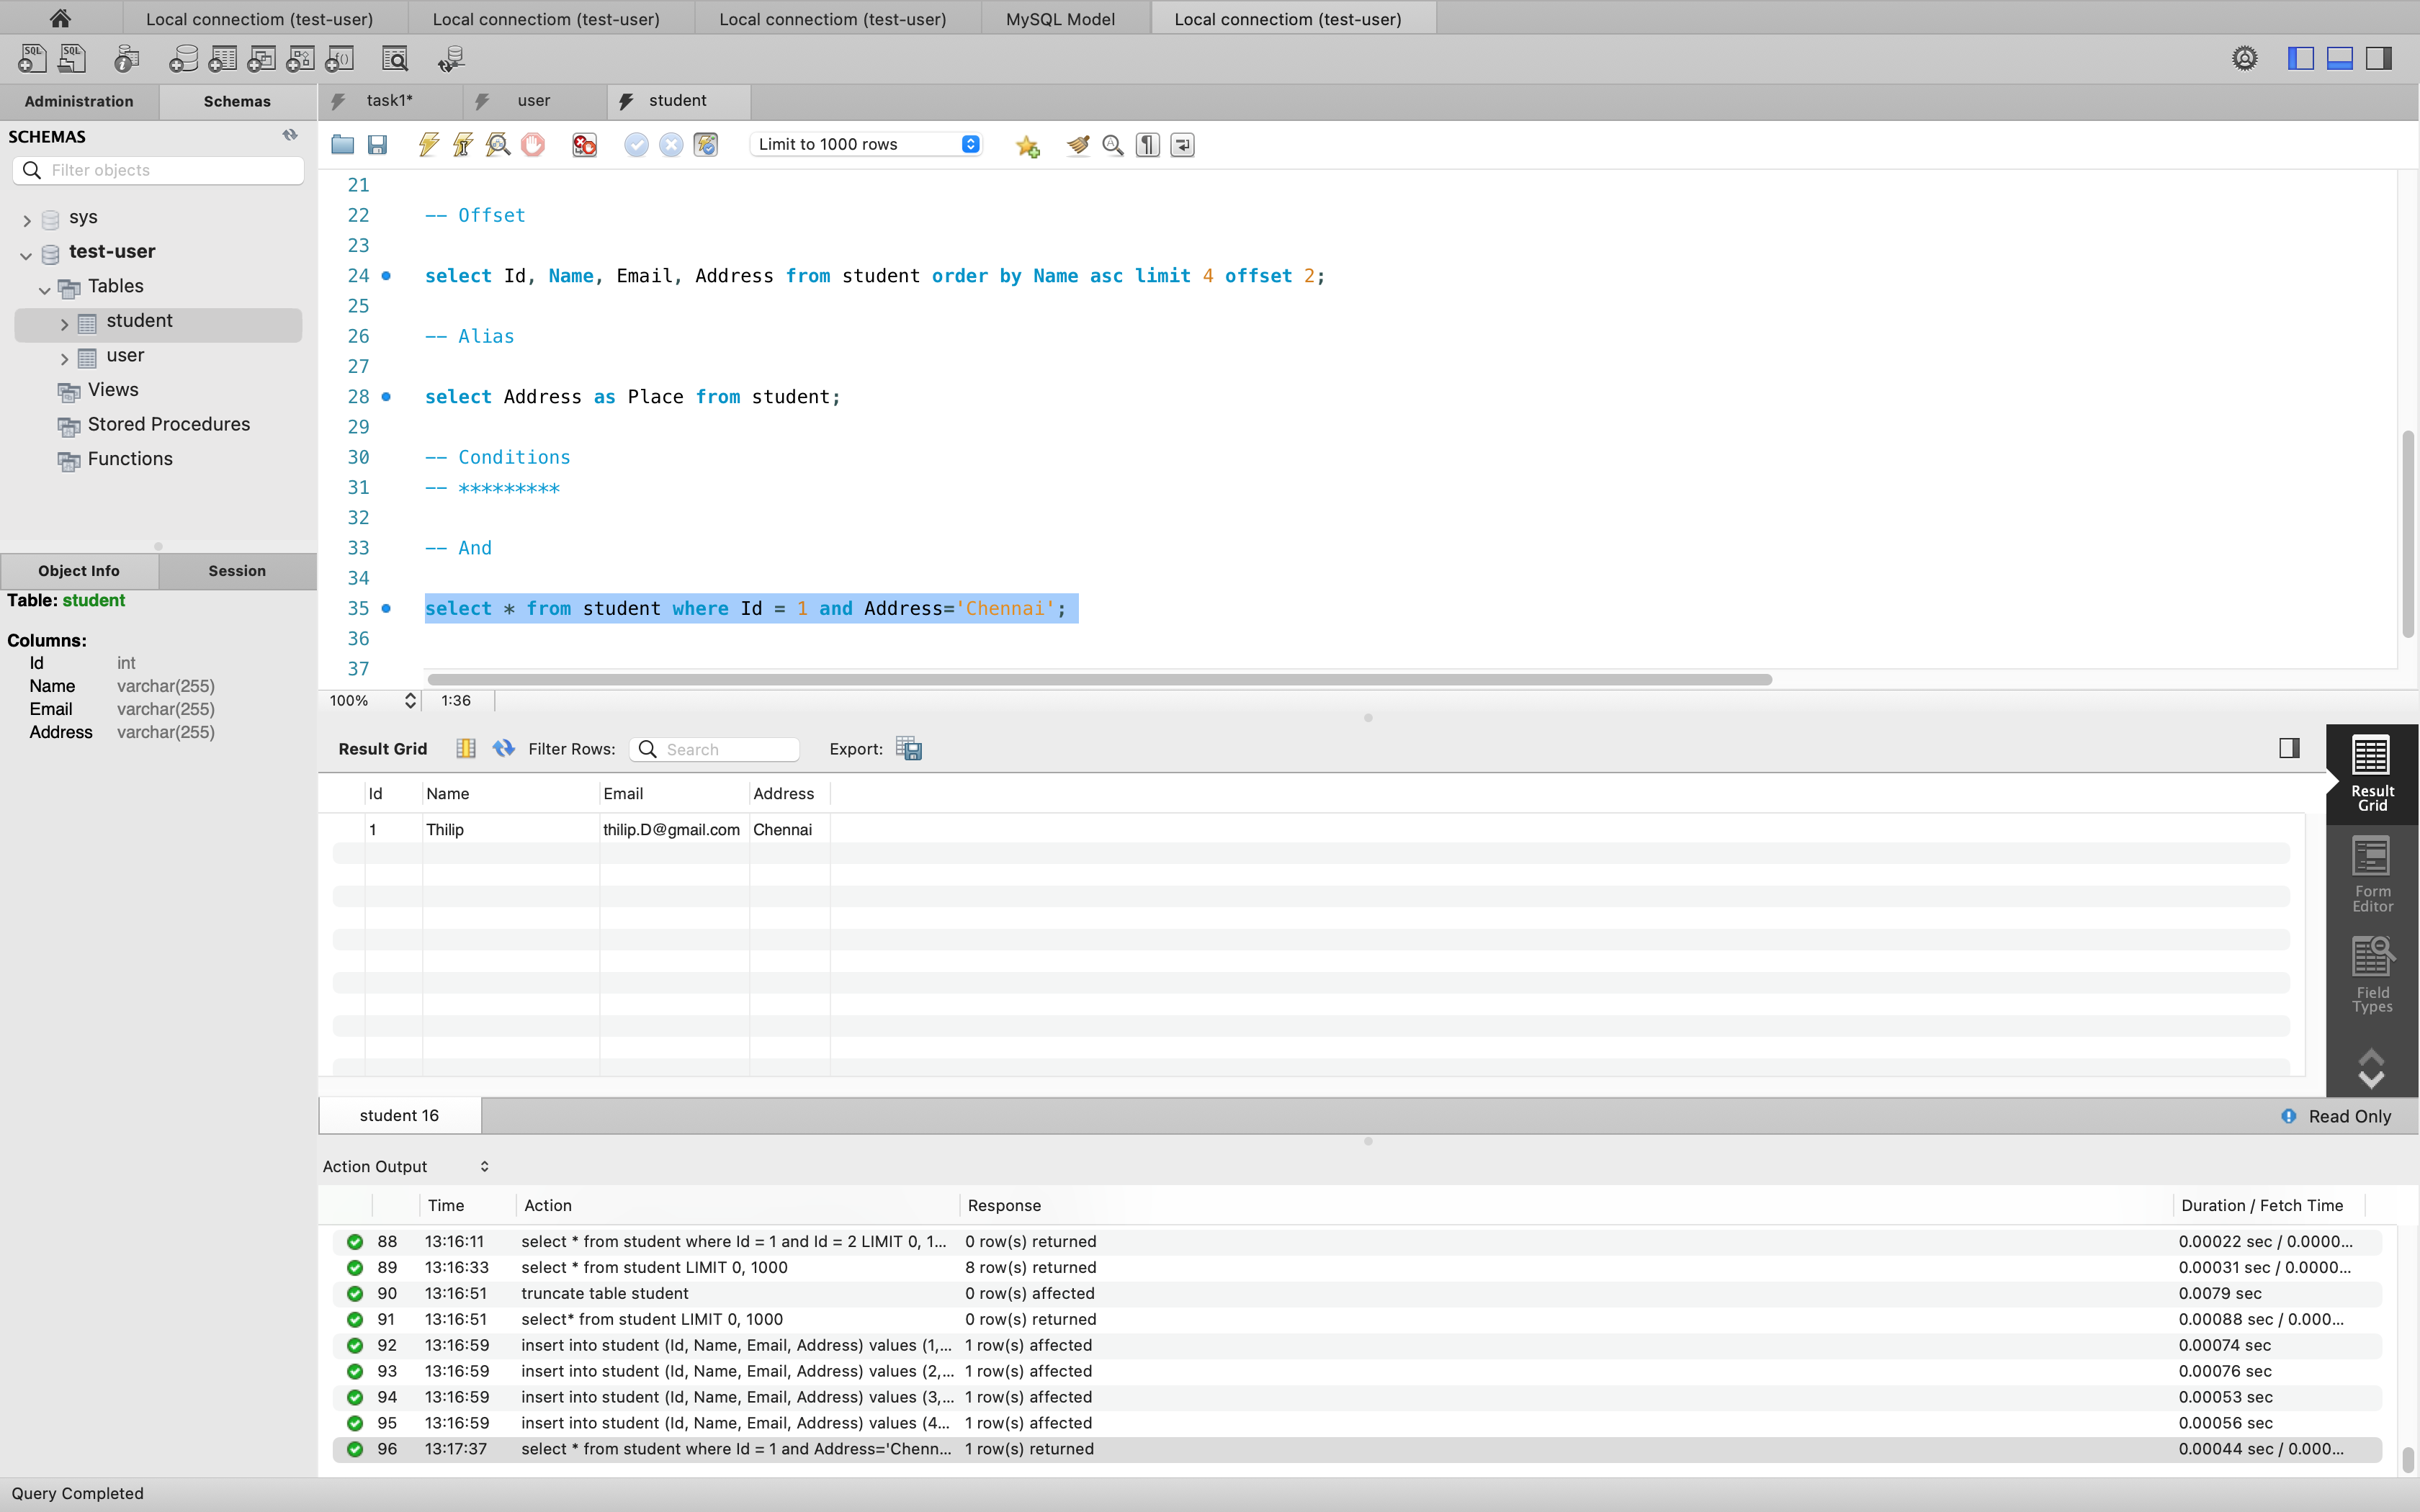 Local connectiom (test-user)
Local connectiom (test-user)
Local connectiom (test-user)
MySQL Model
Local connectiom (test-user)
Administration
Schemas
task1*
user
student
SCHEMAS
Filter objects
sys
test-user
Tables
student
user
Views
Stored Procedures
Functions
Object Info
Session
Table: student
Columns:
Id int
Name varchar(255)
Email varchar(255)
Address varchar(255)
Limit to 1000 rows
21
22 -- Offset
23
24 select Id, Name, Email, Address from student order by Name asc limit 4 offset 2;
25
26 -- Alias
27
28 select Address as Place from student;
29
30 -- Conditions
31 -- *********
32
33 -- And
34
35 select * from student where Id = 1 and Address='Chennai';
36
37
100% 1:36
Result Grid Filter Rows: Search Export:
Id Name Email Address
1 Thilip thilip.D@gmail.com Chennai
Result
Grid
Form
Editor
Field
Types
student 16
Read Only
Action Output
Time Action Response Duration / Fetch Time
88 13:16:11 select * from student where Id = 1 and Id = 2 LIMIT 0, 1... 0 row(s) returned 0.00022 sec / 0.0000...
89 13:16:33 select * from student LIMIT 0, 1000 8 row(s) returned 0.00031 sec / 0.0000...
90 13:16:51 truncate table student 0 row(s) affected 0.0079 sec
91 13:16:51 select* from student LIMIT 0, 1000 0 row(s) returned 0.00088 sec / 0.000...
92 13:16:59 insert into student (Id, Name, Email, Address) values (1,... 1 row(s) affected 0.00074 sec
93 13:16:59 insert into student (Id, Name, Email, Address) values (2,... 1 row(s) affected 0.00076 sec
94 13:16:59 insert into student (Id, Name, Email, Address) values (3,... 1 row(s) affected 0.00053 sec
95 13:16:59 insert into student (Id, Name, Email, Address) values (4... 1 row(s) affected 0.00056 sec
96 13:17:37 select * from student where Id = 1 and Address='Chenn... 1 row(s) returned 0.00044 sec / 0.000...
Query Completed